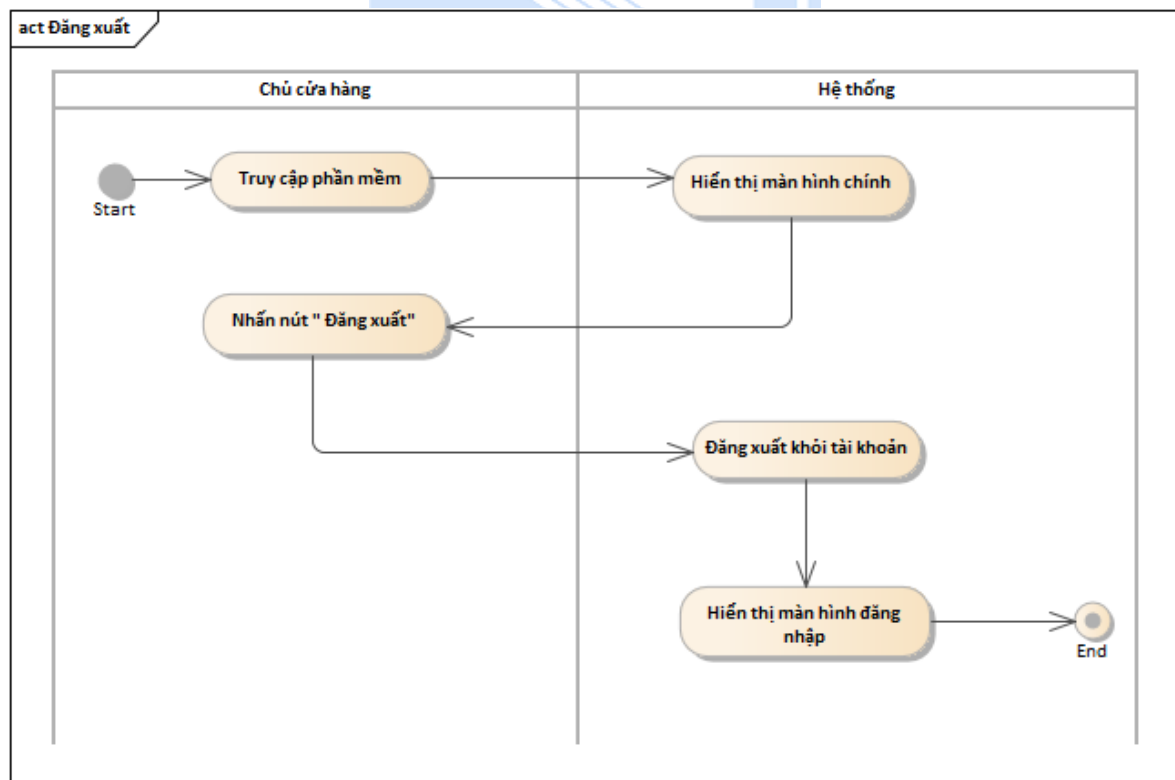 act Đăng xuất
Chủ cửa hàng
Hệ thống
Start
Truy cập phần mềm
Hiển thị màn hình chính
Nhấn nút " Đăng xuất"
Đăng xuất khỏi tài khoản
Hiển thị màn hình đăng
nhập
End